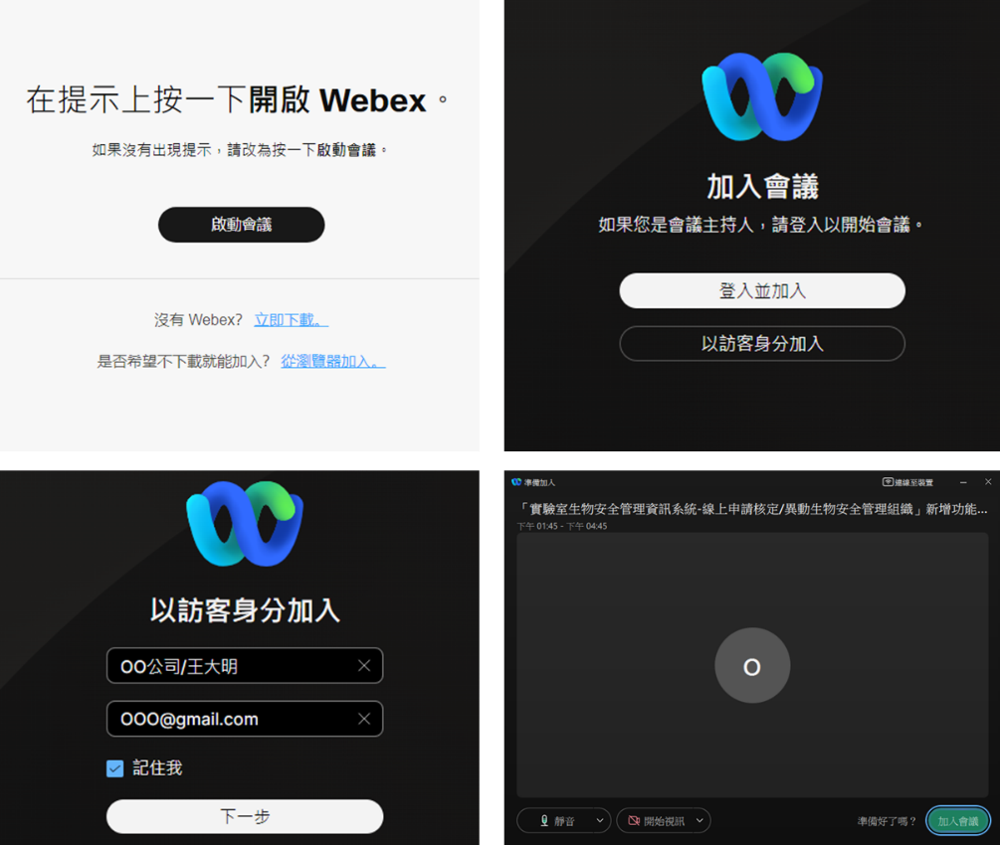 在提示上按一下開啟 Webex。
如果沒有出現提示，請改為按一下啟動會議。
啟動會議
沒有 Webex? 立即下載。
是否希望不下載就能加入? 從瀏覽器加入。
加入會議
如果您是會議主持人，請登入以開始會議。
登入並加入
以訪客身分加入
以訪客身分加入
OO公司/王大明
OOO@gmail.com
記住我
下一步
準備加入
連線至裝置
「實驗室生物安全管理資訊系統-線上申請核定/異動生物安全管理組織」新增功能...
下午 01:45 - 下午 04:45
O
靜音
開始視訊
準備好了嗎？
加入會議